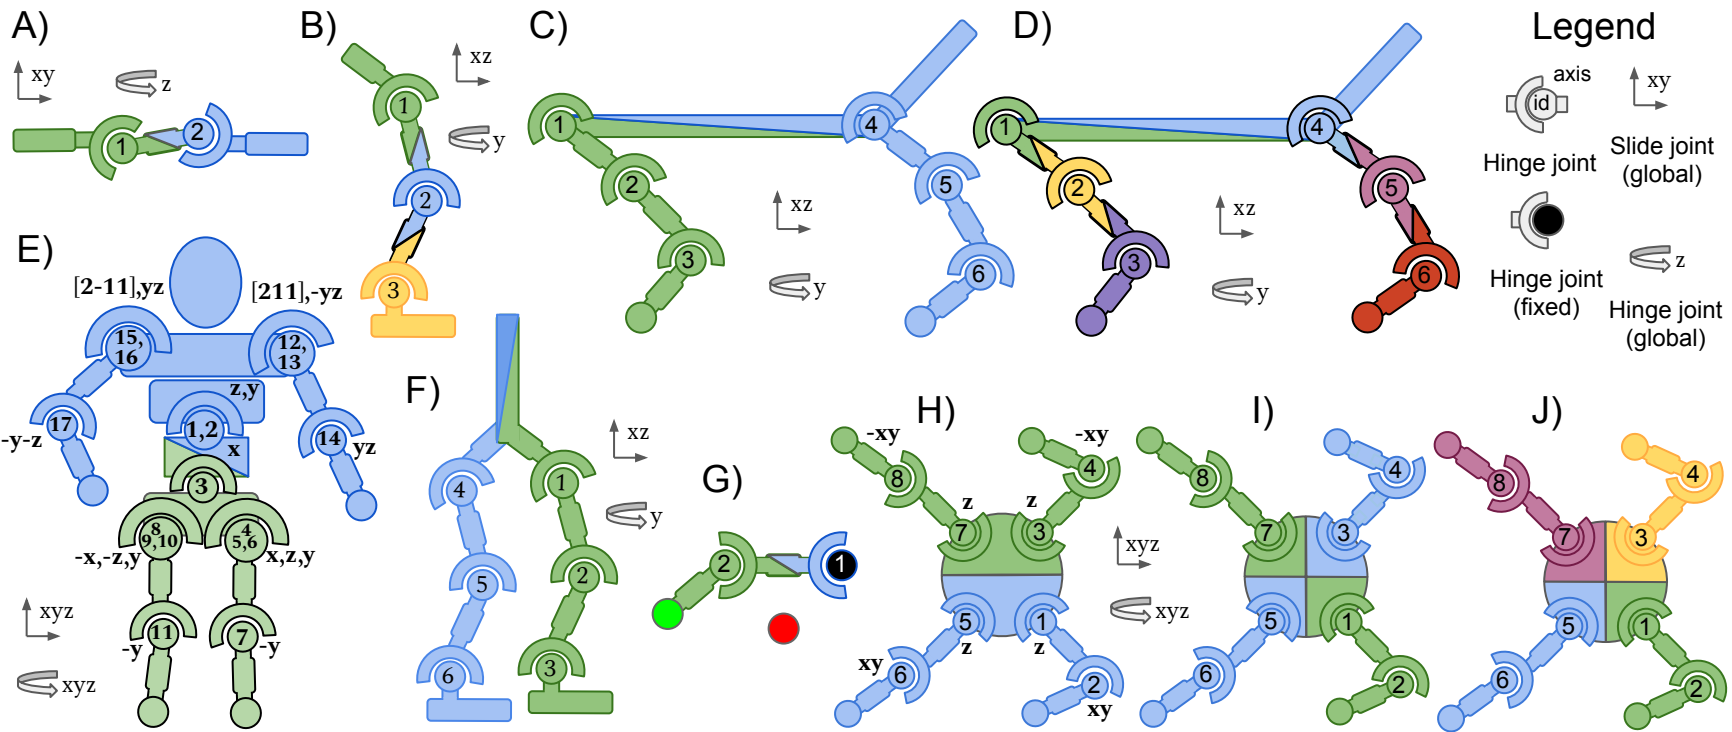 A)
xy
z
1
2
B)
xz
y
1
2
3
C)
1
2
3
4
5
6
xz
y
D)
1
2
3
4
5
6
xz
y
Legend
axis
id
xy
Hinge joint
Slide joint
(global)
Hinge joint
(fixed)
z
Hinge joint
(global)
E)
[2-11],yz
[211],-yz
15,
16
12,
13
z,y
1,2
x
17
-y-z
14
yz
3
8
9,10
-x,-z,y
4
5,6
x,z,y
11
-y
7
-y
xyz
xyz
F)
xz
y
4
5
6
1
2
3
G)
2
1
H)
-xy
-xy
8
4
z
z
7
3
5
1
z
z
xy
6
2
xy
xyz
xyz
I)
8
4
7
3
5
1
6
2
J)
8
4
7
3
5
1
6
2